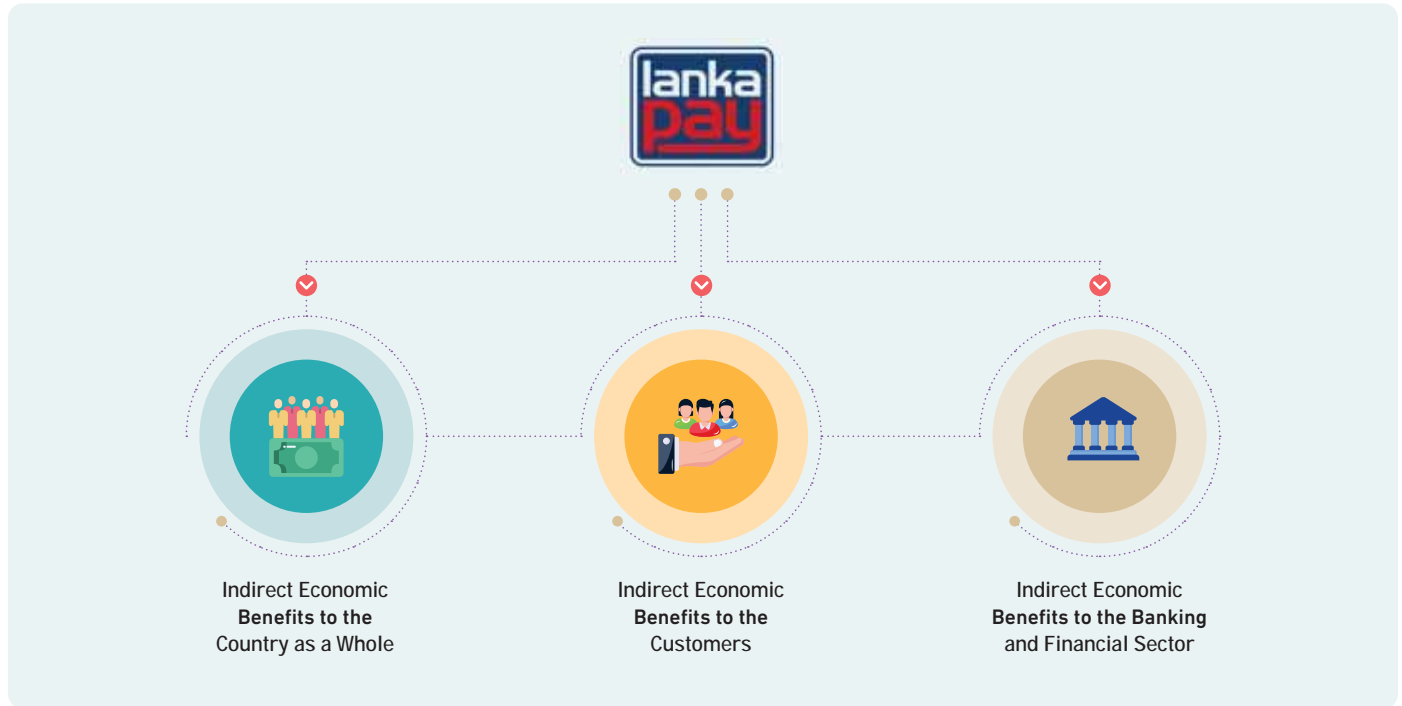 lanka
pay
Indirect Economic
Benefits to the
Country as a Whole
Indirect Economic
Benefits to the
Customers
Indirect Economic
Benefits to the Banking
and Financial Sector